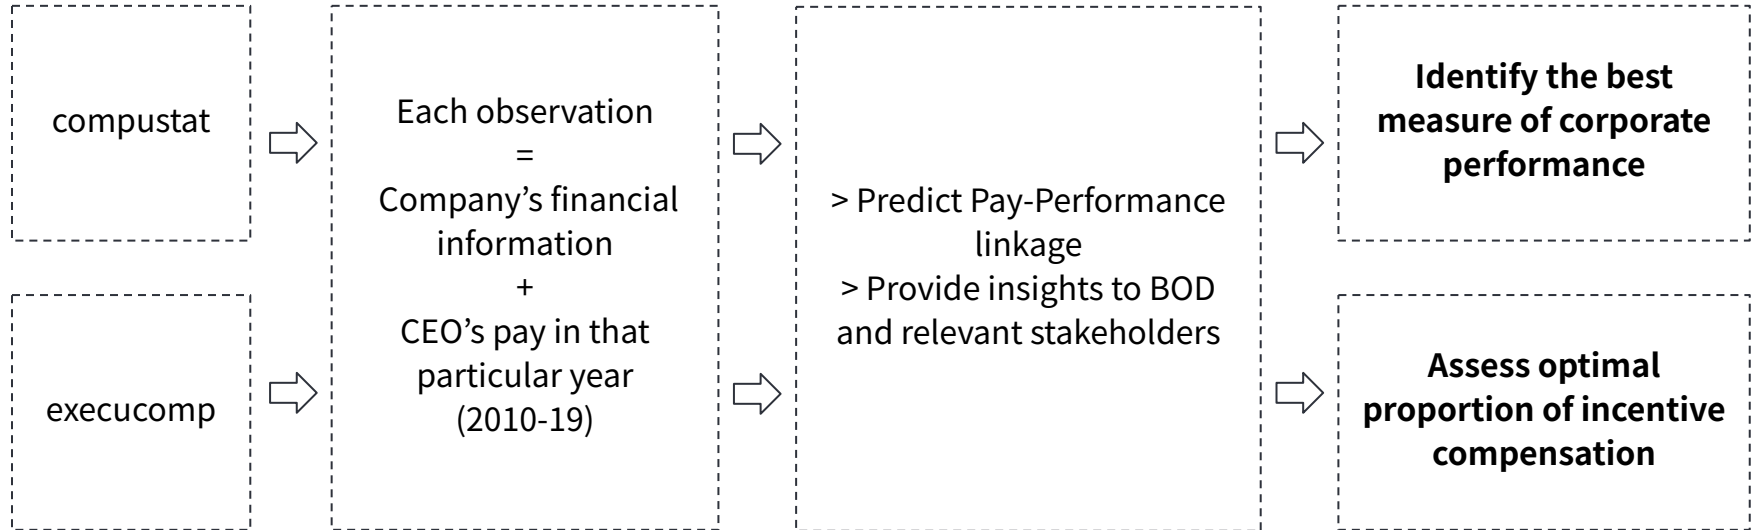 compustat
execucomp
Each observation
=
Company’s financial
information
+
CEO’s pay in that
particular year
(2010-19)
> Predict Pay-Performance
linkage
> Provide insights to BOD
and relevant stakeholders
Identify the best
measure of corporate
performance
Assess optimal
proportion of incentive
compensation